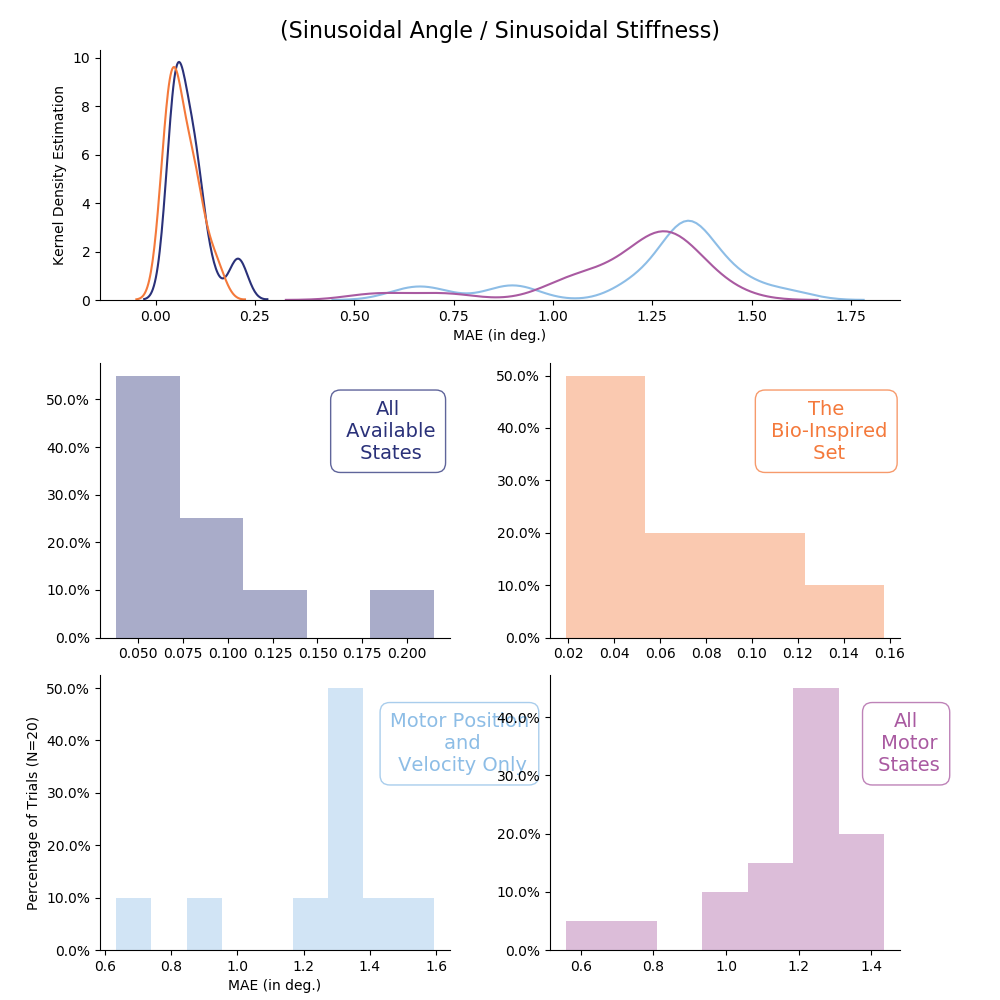 (Sinusoidal Angle / Sinusoidal Stiffness)
Kernel Density Estimation
10
8
6
4
2
0
0.00 0.25 0.50 0.75 1.00 1.25 1.50 1.75
MAE (in deg.)
50.0%
40.0%
30.0%
20.0%
10.0%
0.0%
All
Available
States
0.050 0.075 0.100 0.125 0.150 0.175 0.200
50.0%
40.0%
30.0%
20.0%
10.0%
0.0%
The
Bio-Inspired
Set
0.02 0.04 0.06 0.08 0.10 0.12 0.14 0.16
Percentage of Trials (N=20)
50.0%
40.0%
30.0%
20.0%
10.0%
0.0%
Motor Position
and
Velocity Only
0.6 0.8 1.0 1.2 1.4 1.6
MAE (in deg.)
40.0%
30.0%
20.0%
10.0%
0.0%
All
Motor
States
0.6 0.8 1.0 1.2 1.4